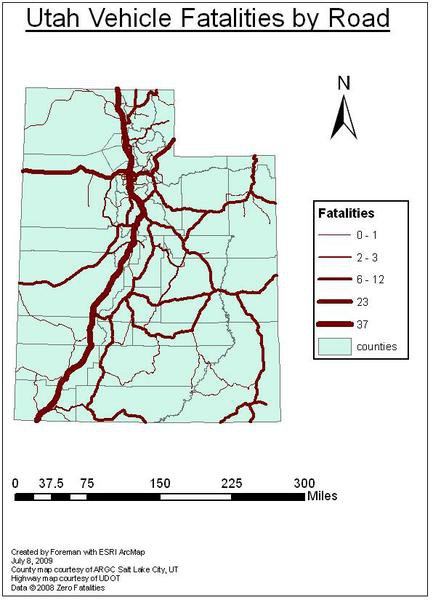 Utah Vehicle Fatalities by Road
N
Fatalities
0 - 1
2 - 3
6 - 12
23
37
counties
0 37.5 75 150 225 300
Miles
Created by Foreman with ESRI ArcMap
July 8, 2009
County map courtesy of ARGC Salt Lake City, UT
Highway map courtesy of UDOT
Data © 2008 Zero Fatalities